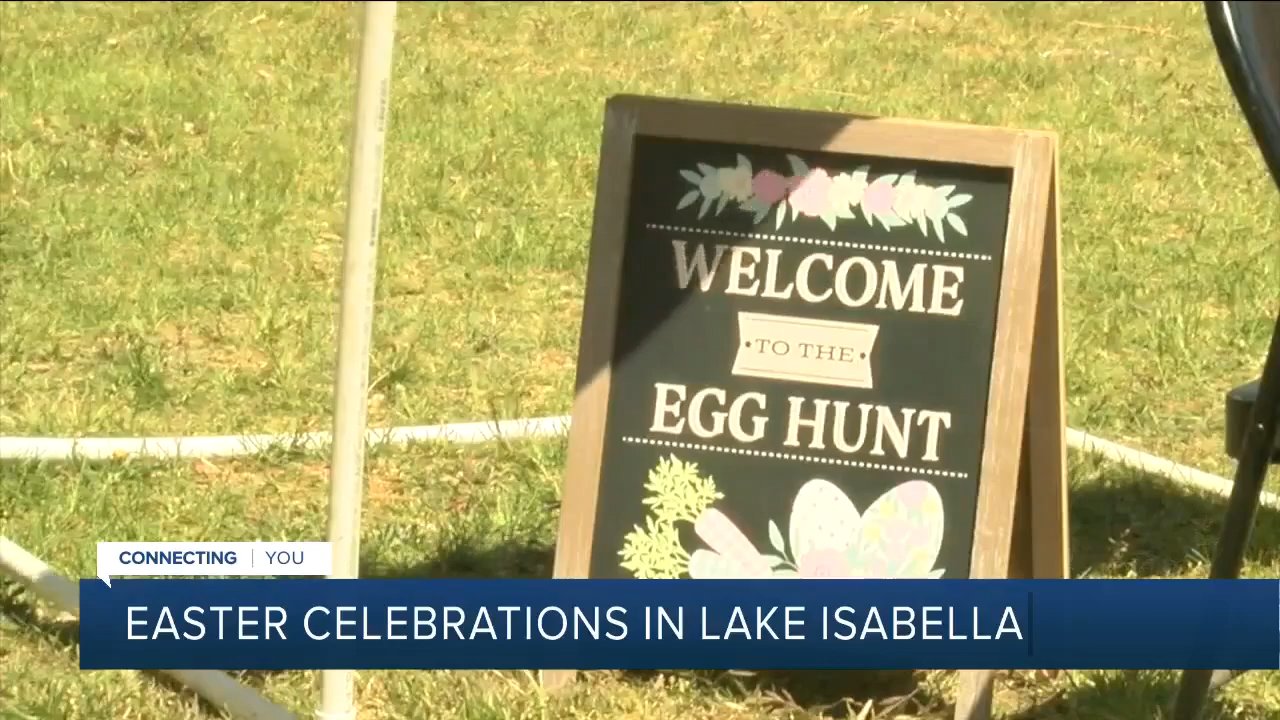 WELCOME
TO THE
EGG HUNT
CONNECTING | YOU
EASTER CELEBRATIONS IN LAKE ISABELLA